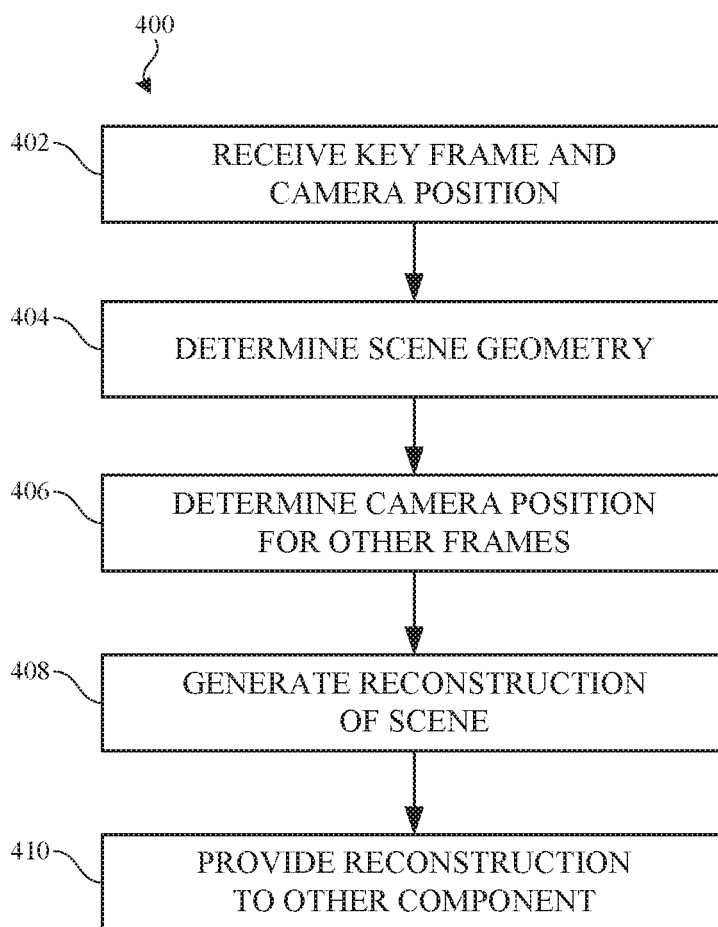 400
402
RECEIVE KEY FRAME AND
CAMERA POSITION
404
DETERMINE SCENE GEOMETRY
406
DETERMINE CAMERA POSITION
FOR OTHER FRAMES
408
GENERATE RECONSTRUCTION
OF SCENE
410
PROVIDE RECONSTRUCTION
TO OTHER COMPONENT